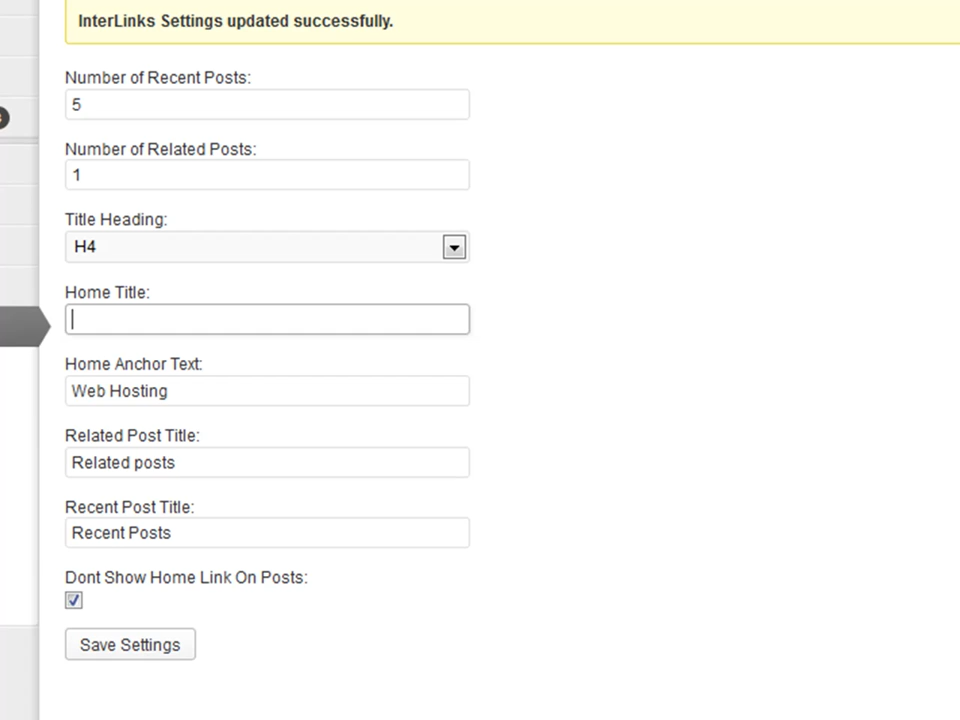 InterLinks Settings updated successfully.
Number of Recent Posts:
5
Number of Related Posts:
1
Title Heading:
H4
Home Title:
Home Anchor Text:
Web Hosting
Related Post Title:
Related posts
Recent Post Title:
Recent Posts
Dont Show Home Link On Posts:
Save Settings